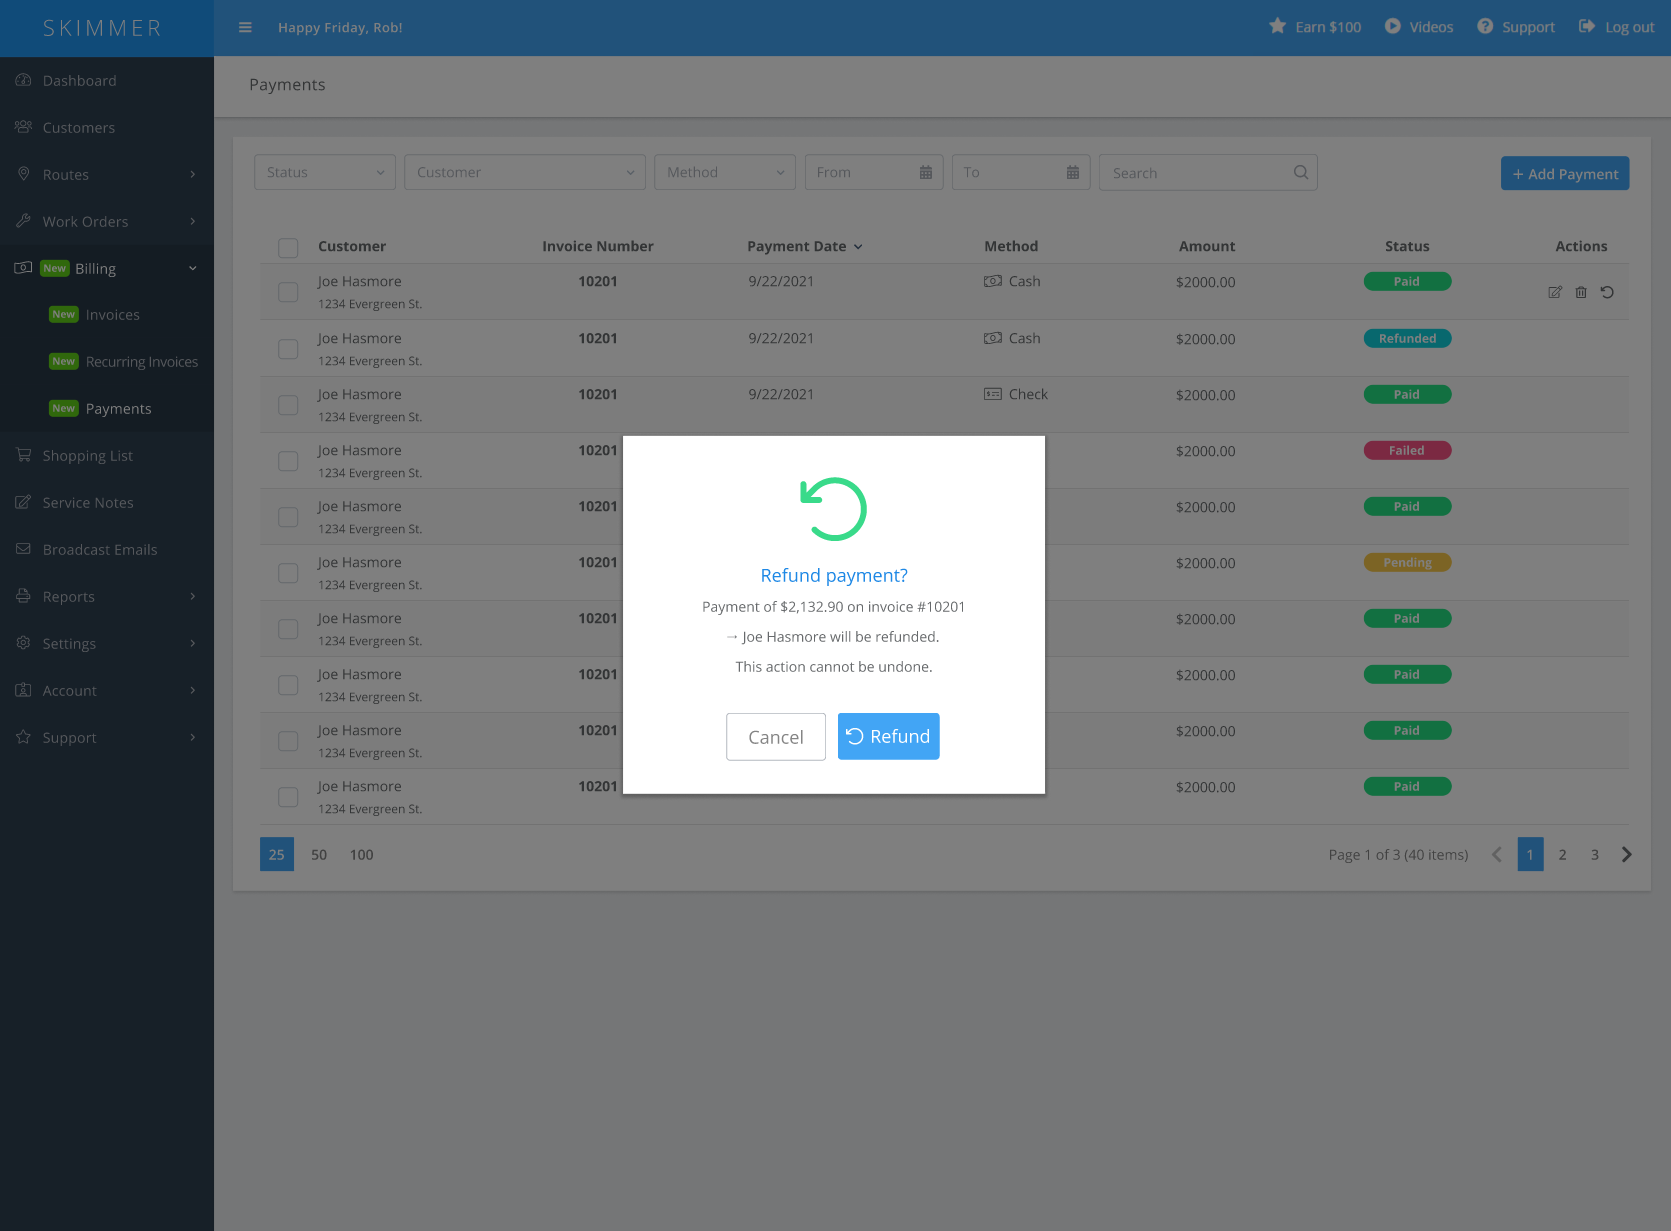 SKIMMER
Happy Friday, Rob!
Earn $100
Videos
Support
Log out
Dashboard
Customers
Routes
Work Orders
New Billing
New Invoices
New Recurring Invoices
New Payments
Shopping List
Service Notes
Broadcast Emails
Reports
Settings
Account
Support
Payments
Status
Customer
Method
From
To
Search
+ Add Payment
Customer Invoice Number Payment Date Method Amount Status Actions
Joe Hasmore 10201 9/22/2021 Cash $2000.00 Paid
1234 Evergreen St.
Joe Hasmore 10201 9/22/2021 Cash $2000.00 Refunded
1234 Evergreen St.
Joe Hasmore 10201 9/22/2021 Check $2000.00 Paid
1234 Evergreen St.
Joe Hasmore 10201 $2000.00 Failed
1234 Evergreen St.
Joe Hasmore 10201 $2000.00 Paid
1234 Evergreen St.
Joe Hasmore 10201 $2000.00 Pending
1234 Evergreen St.
Joe Hasmore 10201 $2000.00 Paid
1234 Evergreen St.
Joe Hasmore 10201 $2000.00 Paid
1234 Evergreen St.
Joe Hasmore 10201 $2000.00 Paid
1234 Evergreen St.
Joe Hasmore 10201 $2000.00 Paid
1234 Evergreen St.
Refund payment?
Payment of $2,132.90 on invoice #10201
→ Joe Hasmore will be refunded.
This action cannot be undone.
Cancel
Refund
25 50 100
Page 1 of 3 (40 items) 1 2 3